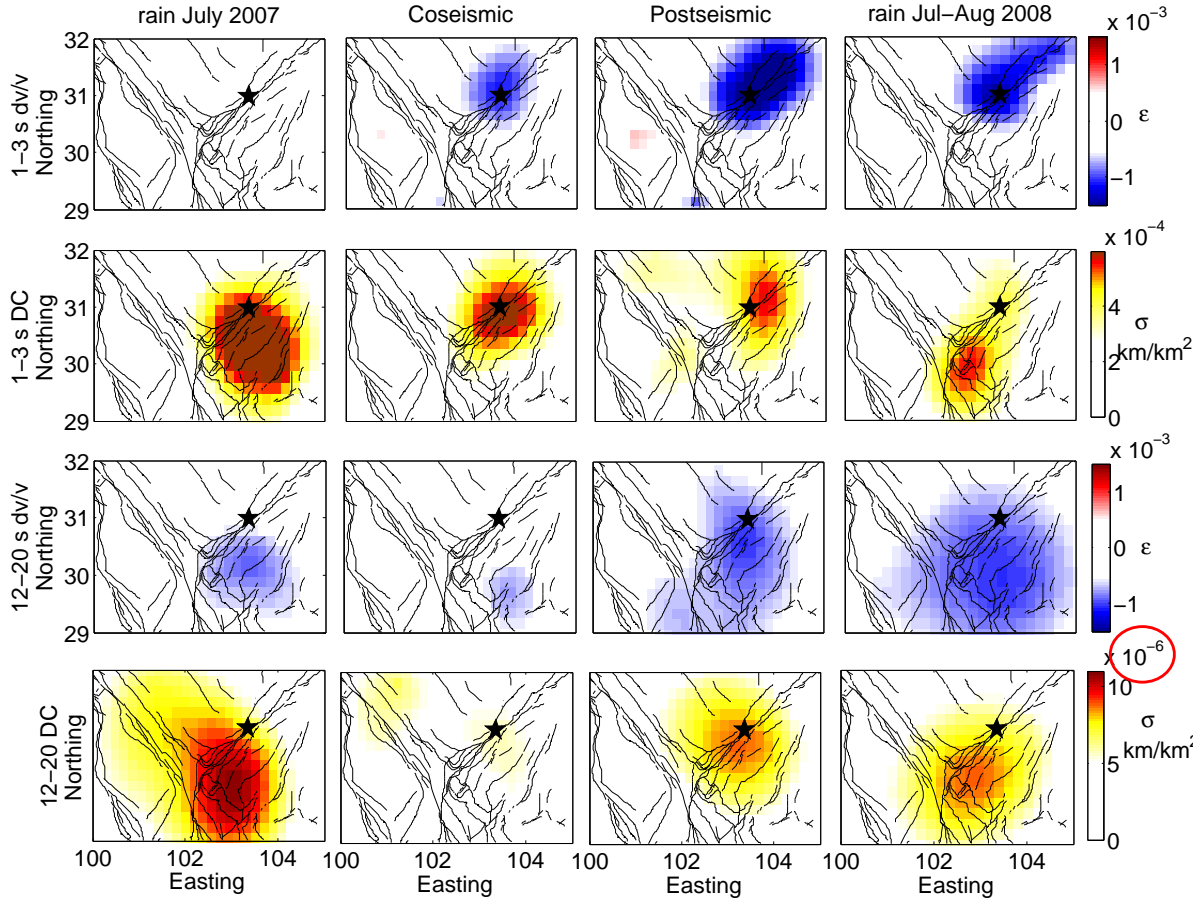 rain July 2007
Coseismic
Postseismic
rain Jul−Aug 2008
x 10−3
32
31
30
29
1−3 s dv/v
Northing
1
0
−1
ε
x 10−4
32
31
30
29
1−3 s DC
Northing
4
2
0
σ
km/km2
x 10−3
32
31
30
29
12−20 s dv/v
Northing
1
0
−1
ε
x 10−6
12−20 DC
Northing
10
5
0
σ
km/km2
100 102 104
100 102 104
100 102 104
100 102 104
Easting
Easting
Easting
Easting